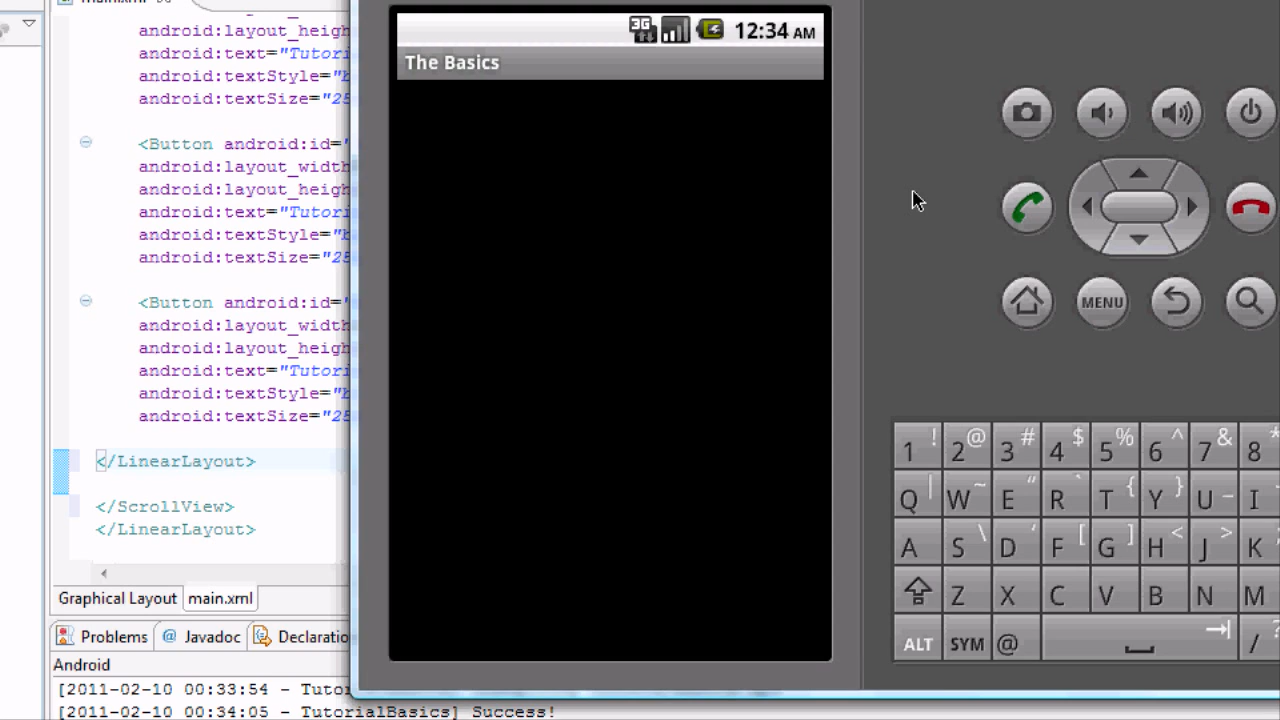 main.xml
android:layout_heigh
android:text="Tutori
android:textStyle="b
android:textSize="25
<Button android:id="
android:layout_width
android:layout_heigh
android:text="Tutori
android:textStyle="b
android:textSize="25
<Button android:id="
android:layout_width
android:layout_heigh
android:text="Tutori
android:textStyle="b
android:textSize="25
</LinearLayout>
</ScrollView>
</LinearLayout>
Graphical Layout main.xml
Problems @ Javadoc Declaratio
Android
[2011-02-10 00:33:54 - Tutor
[2011-02-10 00:34:05 - TutorialBasics] Success!
3G 12:34 AM
The Basics
MENU
1 ! 2 @ 3 # 4 $ 5 % 6 ^ 7 & 8 *
Q | W ~ E " R ` T { Y } U _ I -
A S \ D ' F [ G ] H < J > K
Z X C V B N M
ALT SYM @ / ?